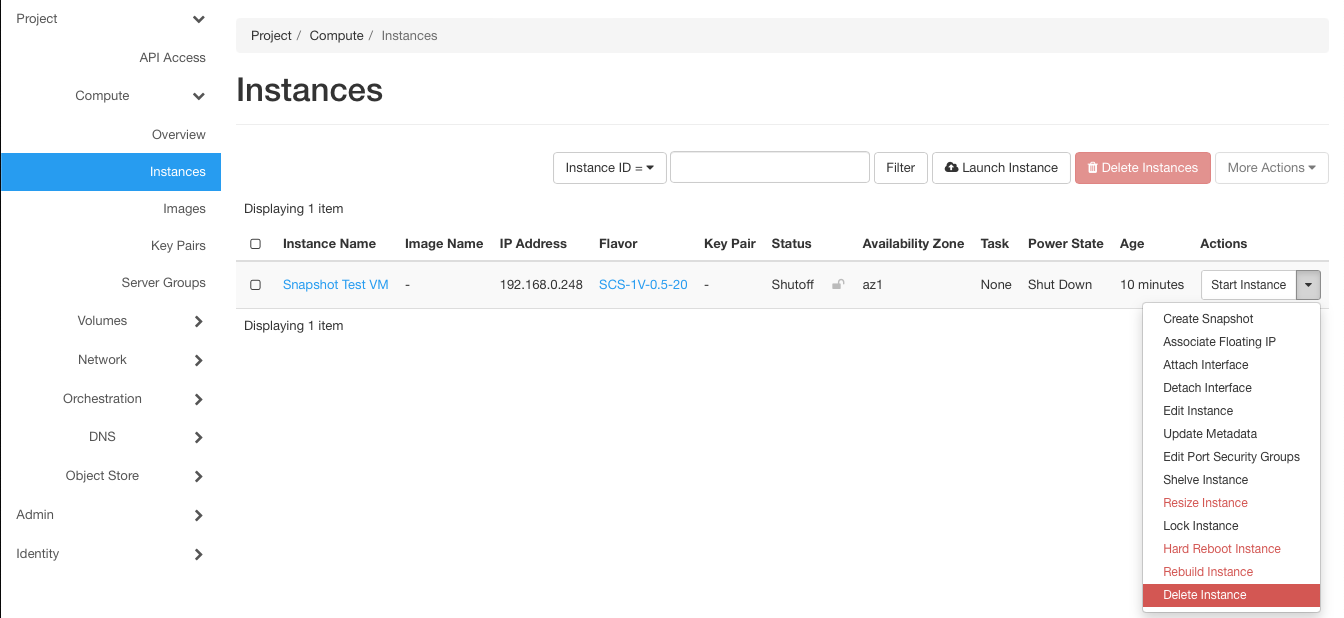 Project
API Access
Compute
Overview
Instances
Images
Key Pairs
Server Groups
Volumes
Network
Orchestration
DNS
Object Store
Admin
Identity
Project / Compute / Instances
Instances
Instance ID = Filter Launch Instance Delete Instances More Actions
Displaying 1 item
Instance Name Image Name IP Address Flavor Key Pair Status Availability Zone Task Power State Age Actions
Snapshot Test VM - 192.168.0.248 SCS-1V-0.5-20 - Shutoff az1 None Shut Down 10 minutes Start Instance
Displaying 1 item
Create Snapshot
Associate Floating IP
Attach Interface
Detach Interface
Edit Instance
Update Metadata
Edit Port Security Groups
Shelve Instance
Resize Instance
Lock Instance
Hard Reboot Instance
Rebuild Instance
Delete Instance